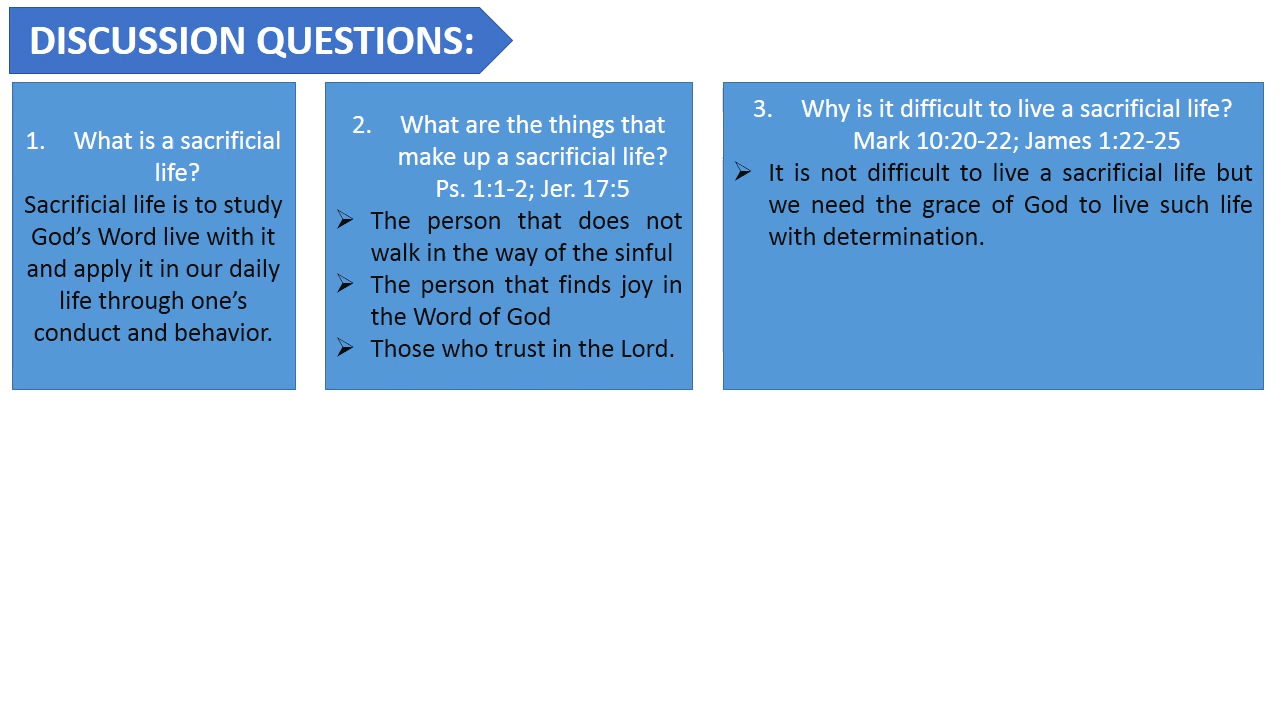 DISCUSSION QUESTIONS:
1. What is a sacrificial
life?
Sacrificial life is to study
God’s Word live with it
and apply it in our daily
life through one’s
conduct and behavior.
2. What are the things that
make up a sacrificial life?
Ps. 1:1-2; Jer. 17:5
➢ The person that does not
walk in the way of the sinful
➢ The person that finds joy in
the Word of God
➢ Those who trust in the Lord.
3. Why is it difficult to live a sacrificial life?
Mark 10:20-22; James 1:22-25
➢ It is not difficult to live a sacrificial life but
we need the grace of God to live such life
with determination.